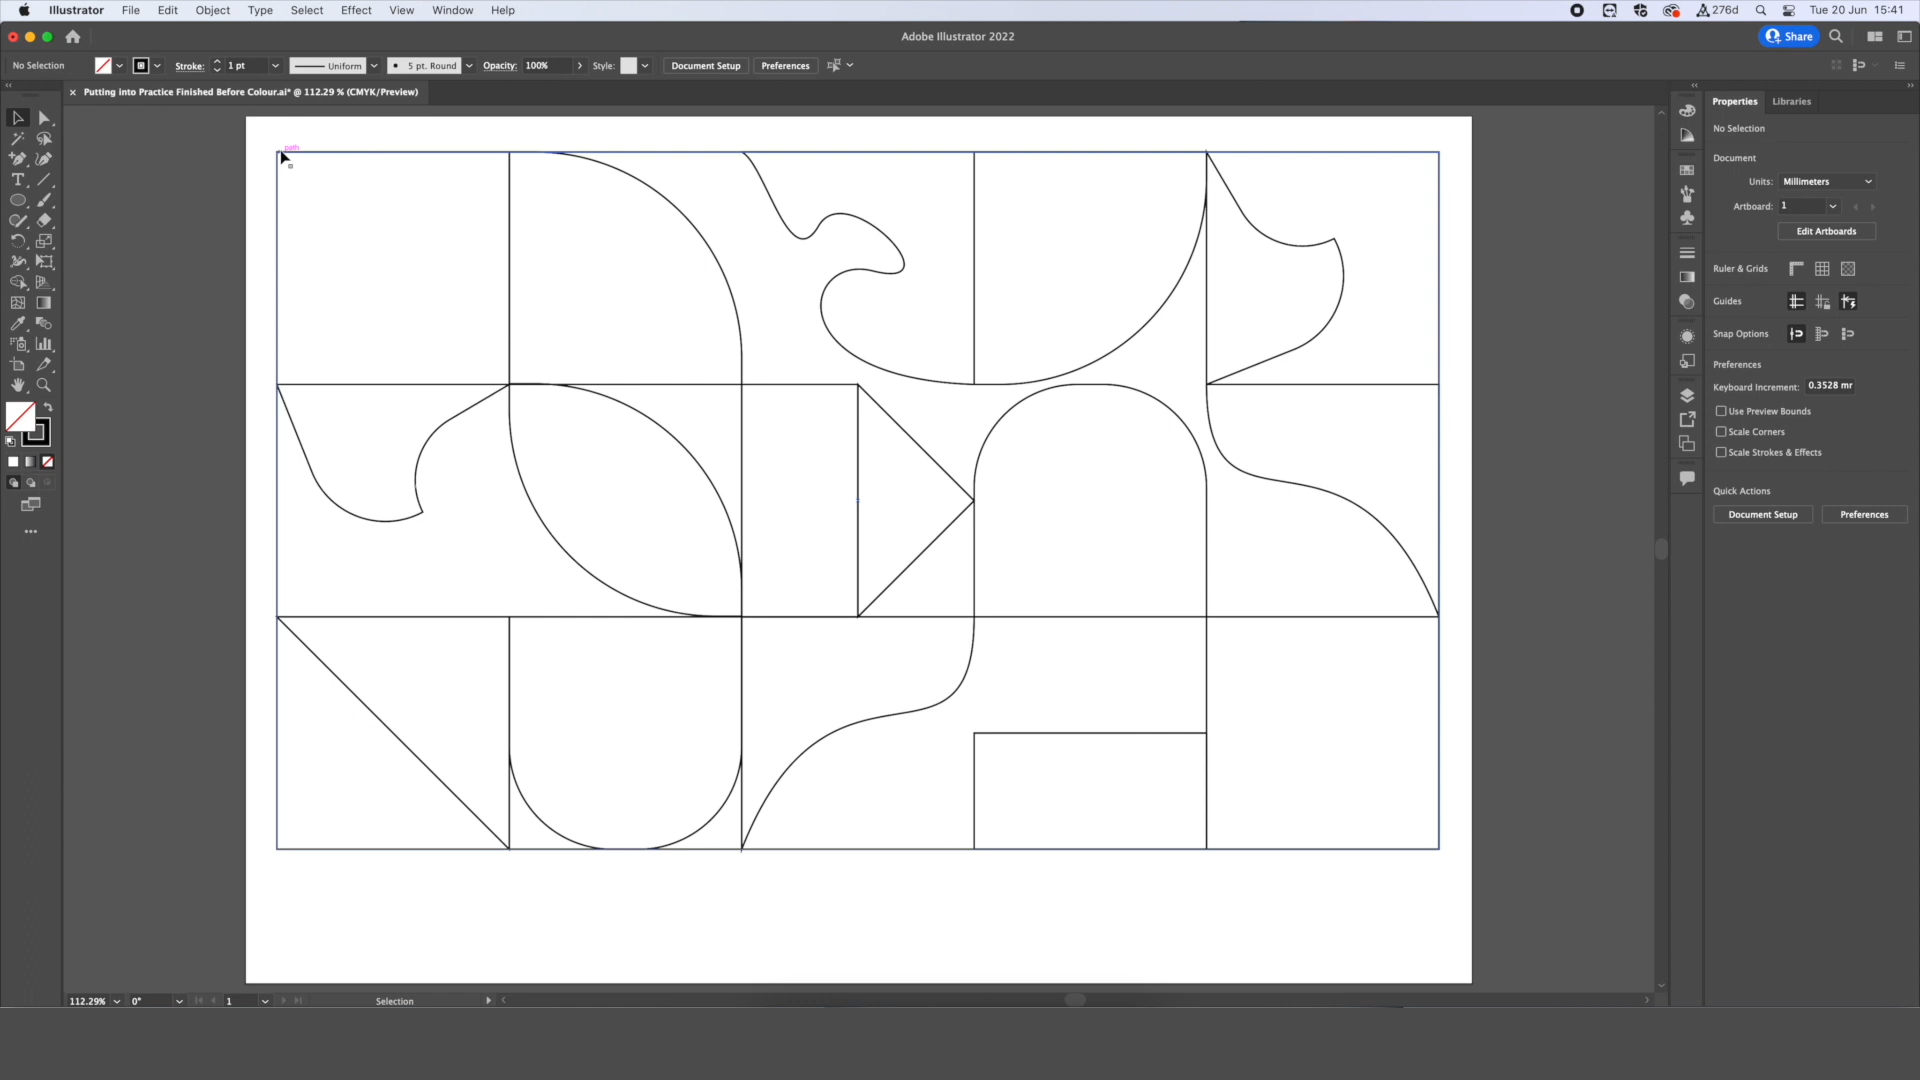 Illustrator File Edit Object Type Select Effect View Window Help 276d Tue 20 Jun 15:41
Adobe Illustrator 2022 Share
No Selection Stroke: 1 pt Uniform 5 pt. Round Opacity: 100% Style: Document Setup Preferences
× Putting into Practice Finished Before Colour.ai* @ 112.29 % (CMYK/Preview)
Properties Libraries
No Selection
path
Document
Units: Millimeters
Artboard: 1
Edit Artboards
Ruler & Grids
Guides
Snap Options
Preferences
Keyboard Increment: 0.3528 mr
Use Preview Bounds
Scale Corners
Scale Strokes & Effects
Quick Actions
Document Setup Preferences
112.29% 0° 1 Selection